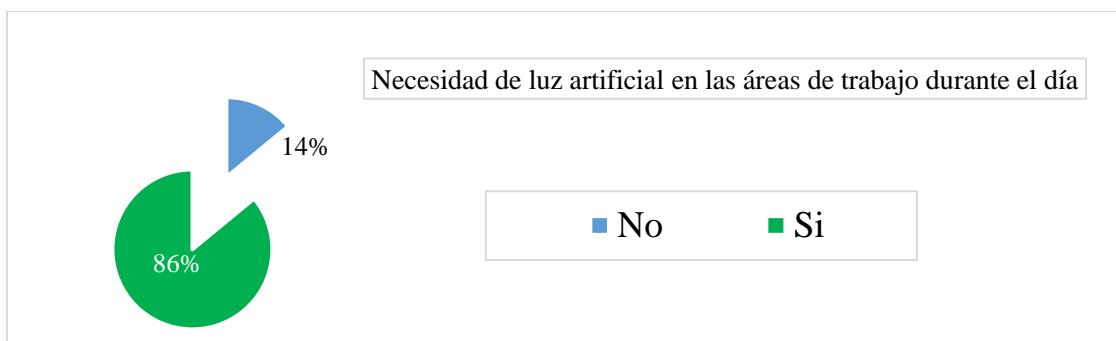 Necesidad de luz artificial en las áreas de trabajo durante el día
14%
86%
No
Si